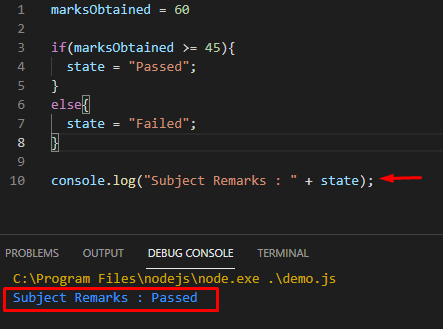 1 marksObtained = 60
2
3 if(marksObtained >= 45){
4 state = "Passed";
5 }
6 else{
7 state = "Failed";
8 }
9
10 console.log("Subject Remarks : " + state);
PROBLEMS OUTPUT DEBUG CONSOLE TERMINAL
C:\Program Files\nodejs\node.exe .\demo.js
Subject Remarks : Passed